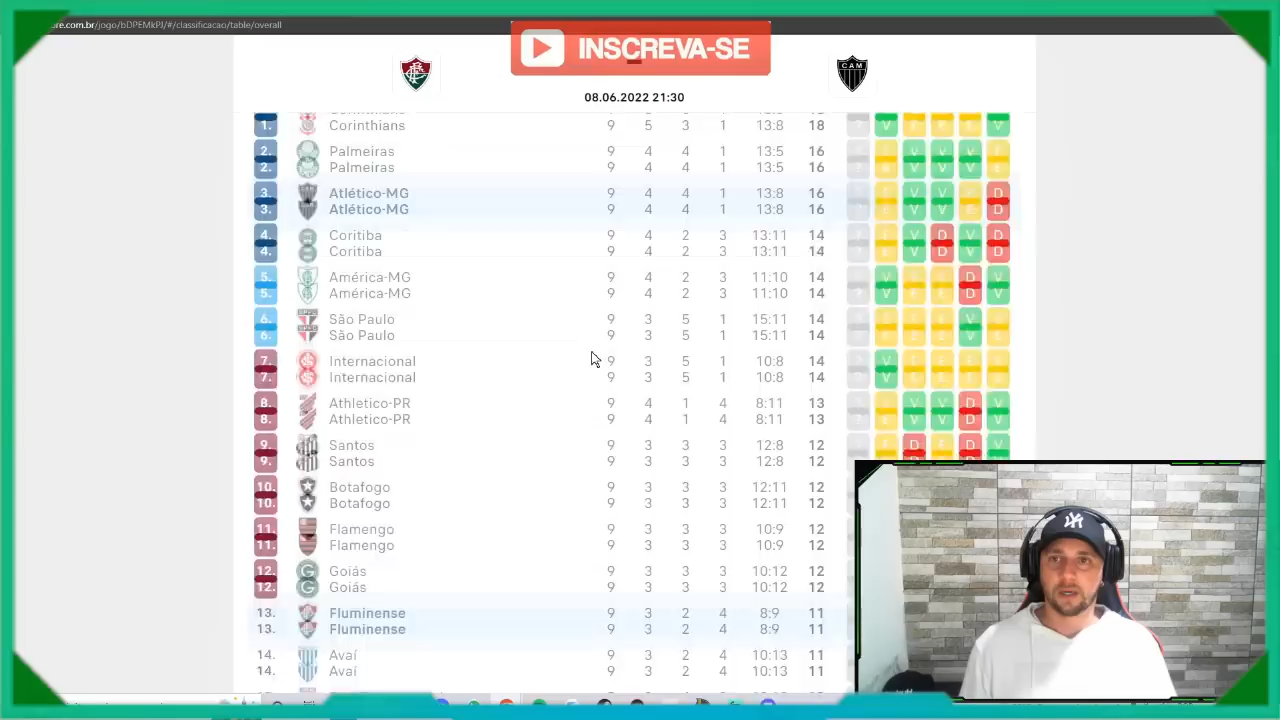 re.com.br/jogo/bDPEMkPJ/#/classificacao/table/overall
INSCREVA-SE
CAM
08.06.2022 21:30
1. Corinthians 9 5 3 1 13:8 18 ? V
2. Palmeiras 9 4 4 1 13:5 16
2. Palmeiras 9 4 4 1 13:5 16
3. Atlético-MG 9 4 4 1 13:8 16 D
3. Atlético-MG 9 4 4 1 13:8 16 D
4. Coritiba 9 4 2 3 13:11 14 D D
4. Coritiba 9 4 2 3 13:11 14 D D
5. América-MG 9 4 2 3 11:10 14 D
5. América-MG 9 4 2 3 11:10 14 D
6. São Paulo 9 3 5 1 15:11 14
6. São Paulo 9 3 5 1 15:11 14
7. Internacional 9 3 5 1 10:8 14
7. Internacional 9 3 5 1 10:8 14
8. Athletico-PR 9 4 1 4 8:11 13 D
8. Athletico-PR 9 4 1 4 8:11 13 D
9. Santos 9 3 3 3 12:8 12 D D
9. Santos 9 3 3 3 12:8 12
10. Botafogo 9 3 3 3 12:11 12
10. Botafogo 9 3 3 3 12:11 12
11. Flamengo 9 3 3 3 10:9 12
11. Flamengo 9 3 3 3 10:9 12
12. Goiás 9 3 3 3 10:12 12
12. Goiás 9 3 3 3 10:12 12
13. Fluminense 9 3 2 4 8:9 11
13. Fluminense 9 3 2 4 8:9 11
14. Avaí 9 3 2 4 10:13 11
14. Avaí 9 3 2 4 10:13 11